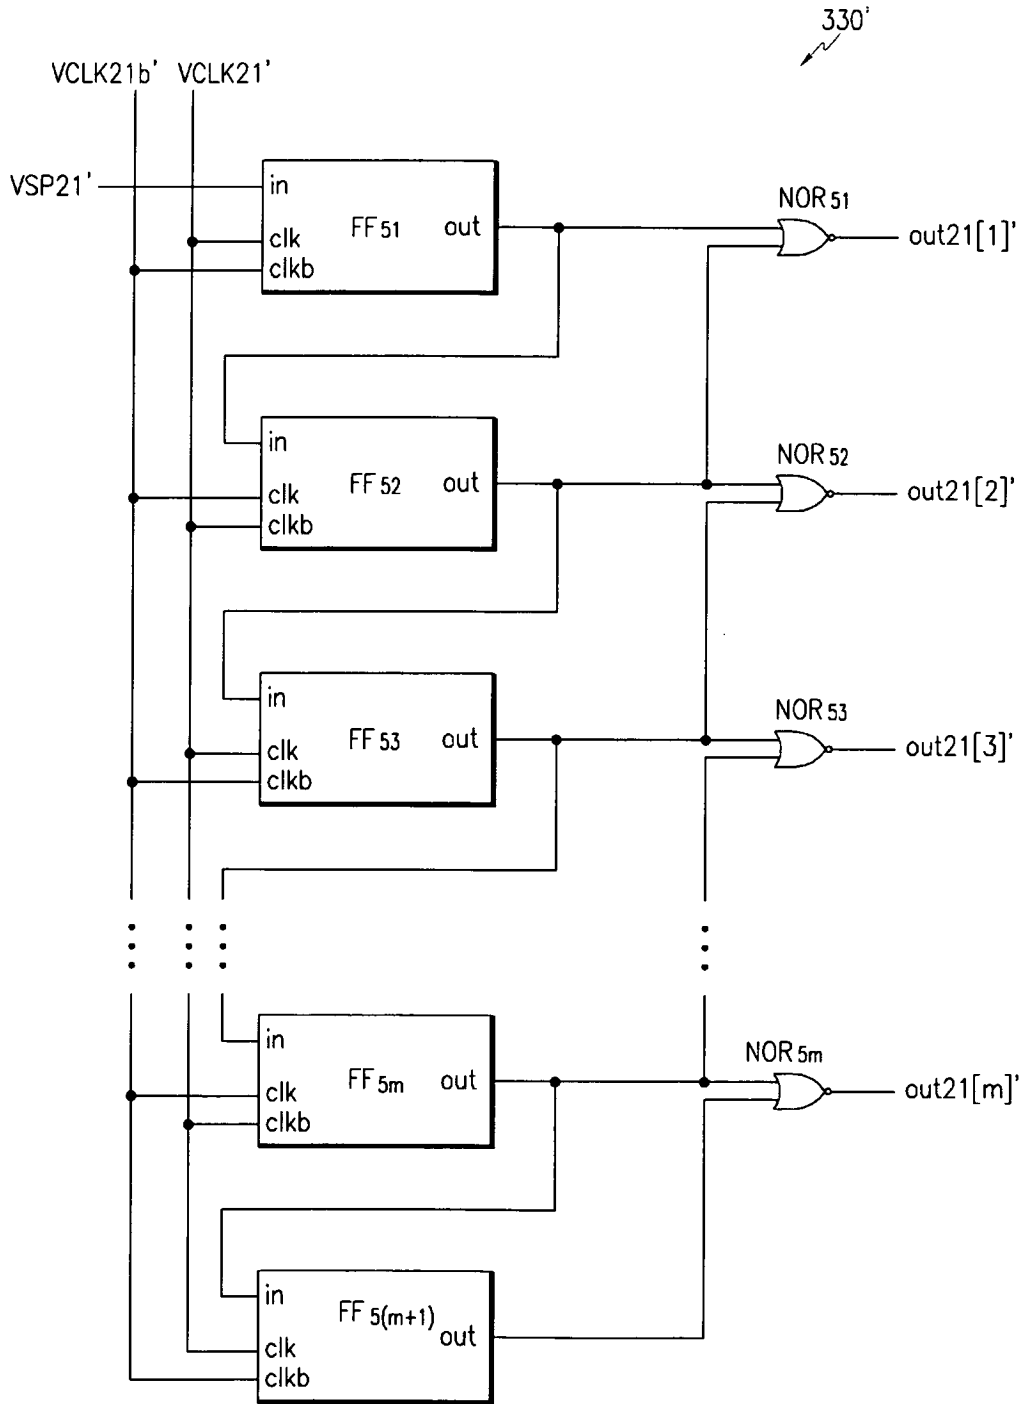 330'
VCLK21b' VCLK21'
VSP21'
in
clk
clkb
FF51
out
NOR51
out21[1]'
in
clk
clkb
FF52
out
NOR52
out21[2]'
in
clk
clkb
FF53
out
NOR53
out21[3]'
in
clk
clkb
FF5m
out
NOR5m
out21[m]'
in
clk
clkb
FF5(m+1)
out